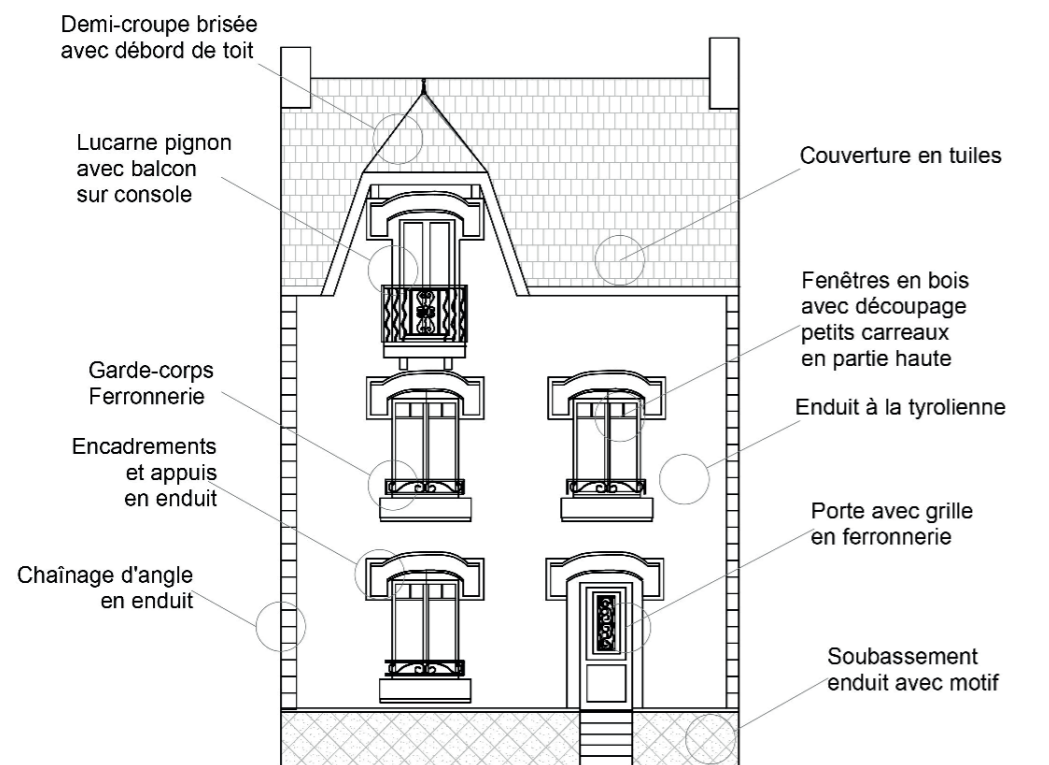 Demi-croupe brisée
avec débord de toit
Lucarne pignon
avec balcon
sur console
Garde-corps
Ferronnerie
Encadrements
et appuis
en enduit
Chaînage d'angle
en enduit
Couverture en tuiles
Fenêtres en bois
avec découpage
petits carreaux
en partie haute
Enduit à la tyrolienne
Porte avec grille
en ferronnerie
Soubassement
enduit avec motif